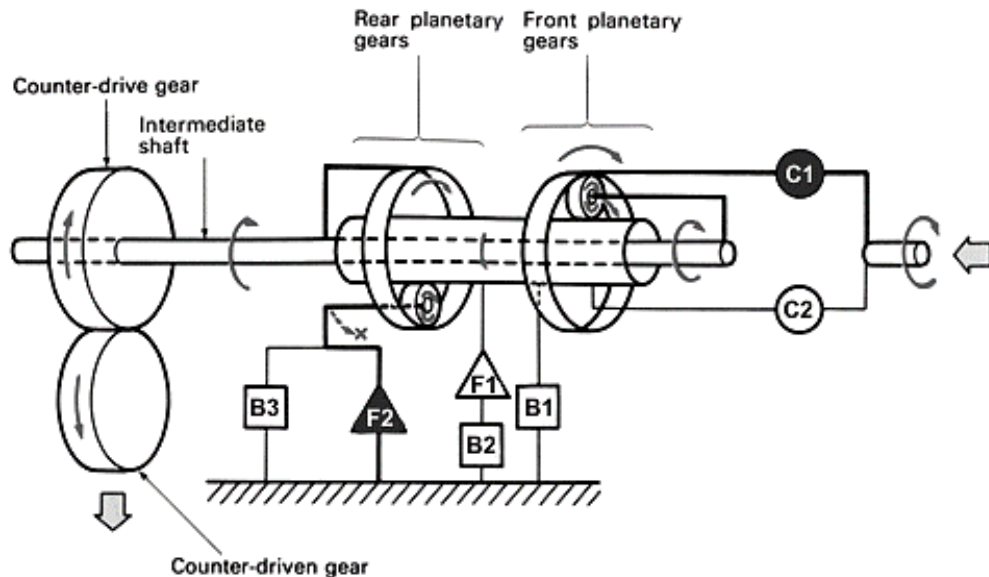 Rear planetary
gears
Front planetary
gears
Counter-drive gear
Intermediate
shaft
C1
C2
B3
F2
F1
B2
B1
Counter-driven gear